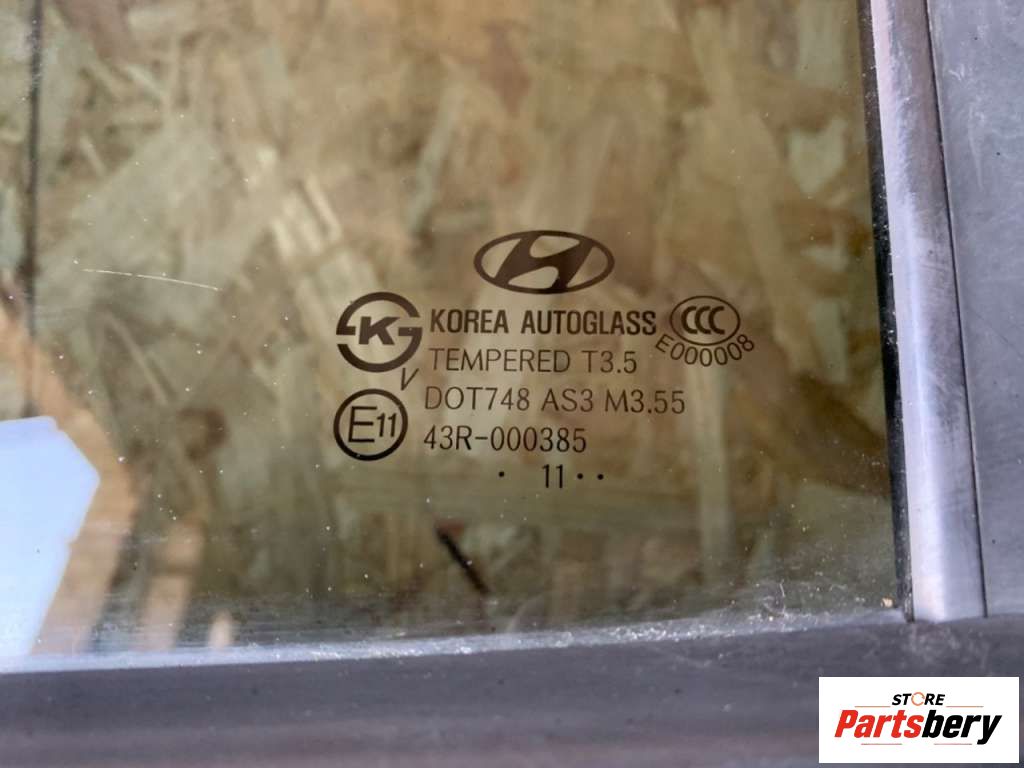 K KOREA AUTOGLASS CCC
E000008
TEMPERED T3.5
V
DOT748 AS3 M3.55
E11
43R-000385
· 11 · ·
STORE
Partsbery